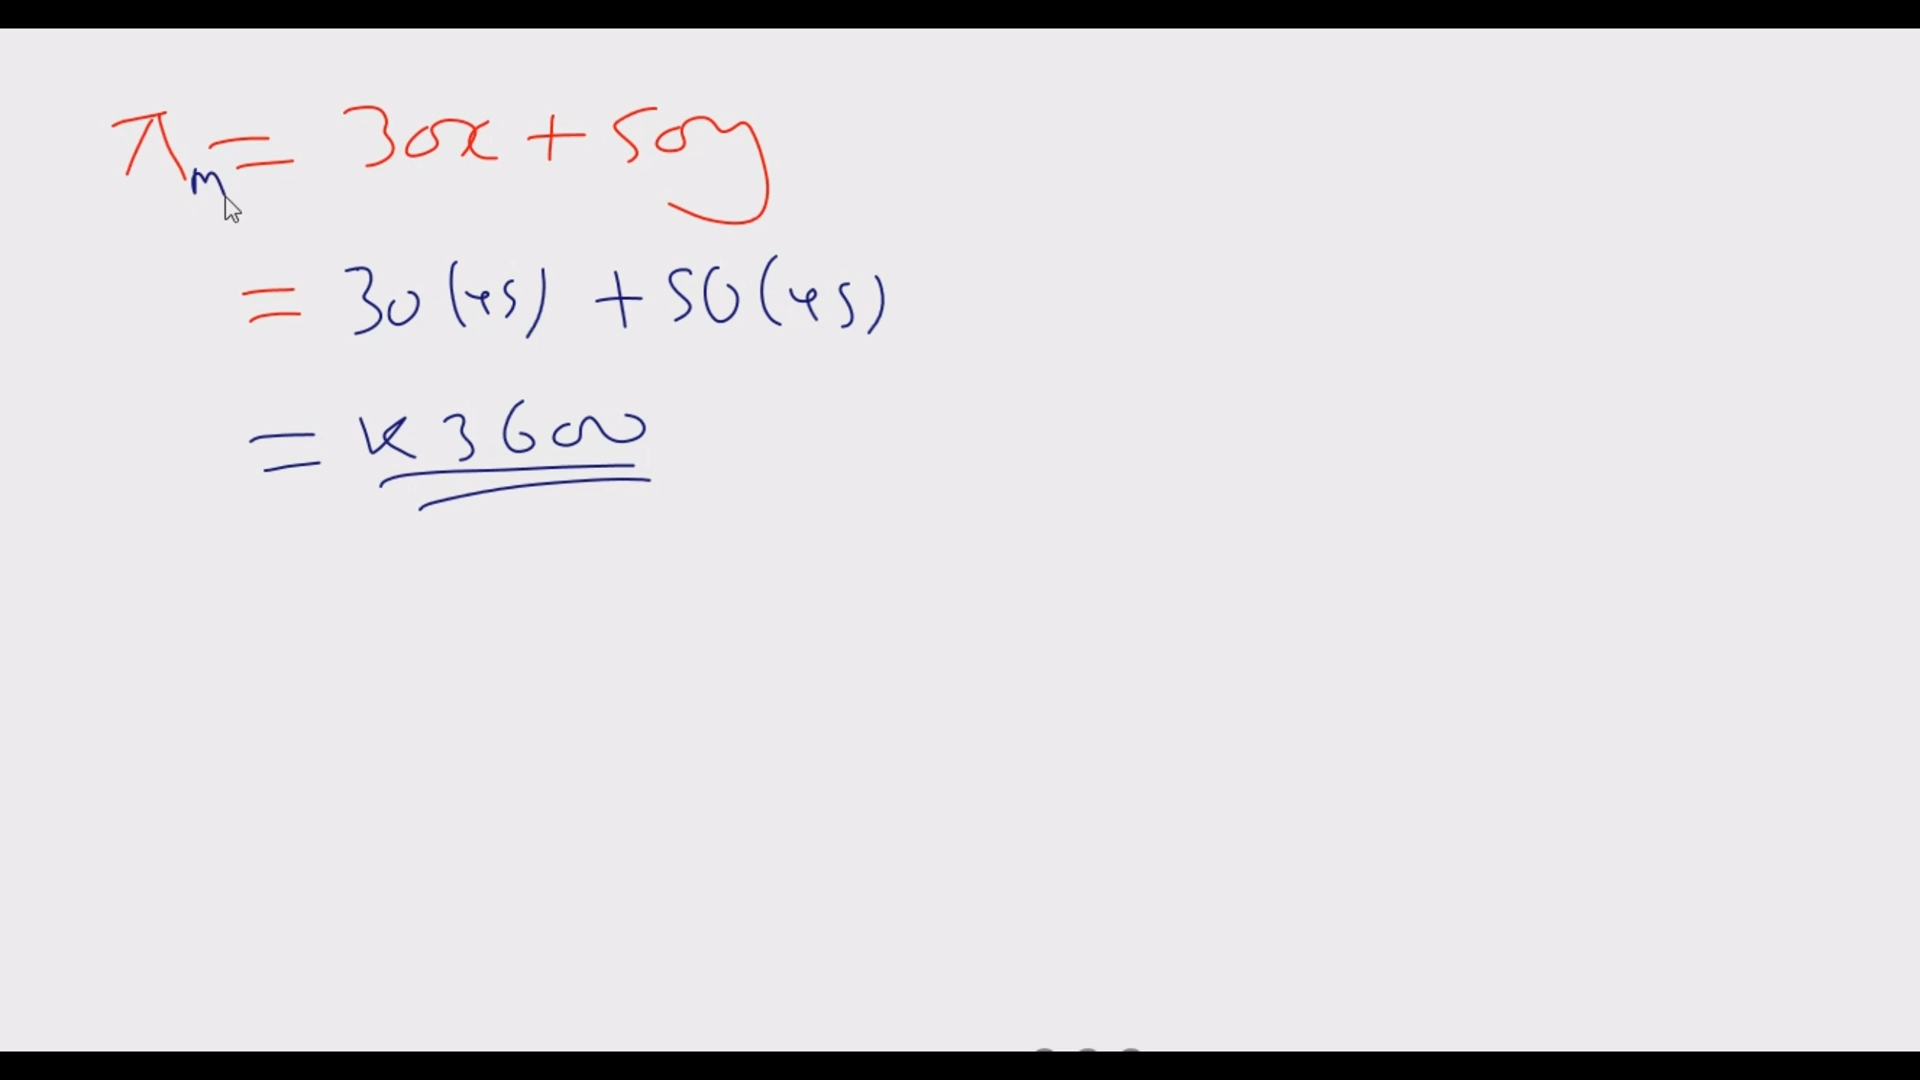 π_m = 30x + 50y
= 30(45) + 50(45)
= K3600